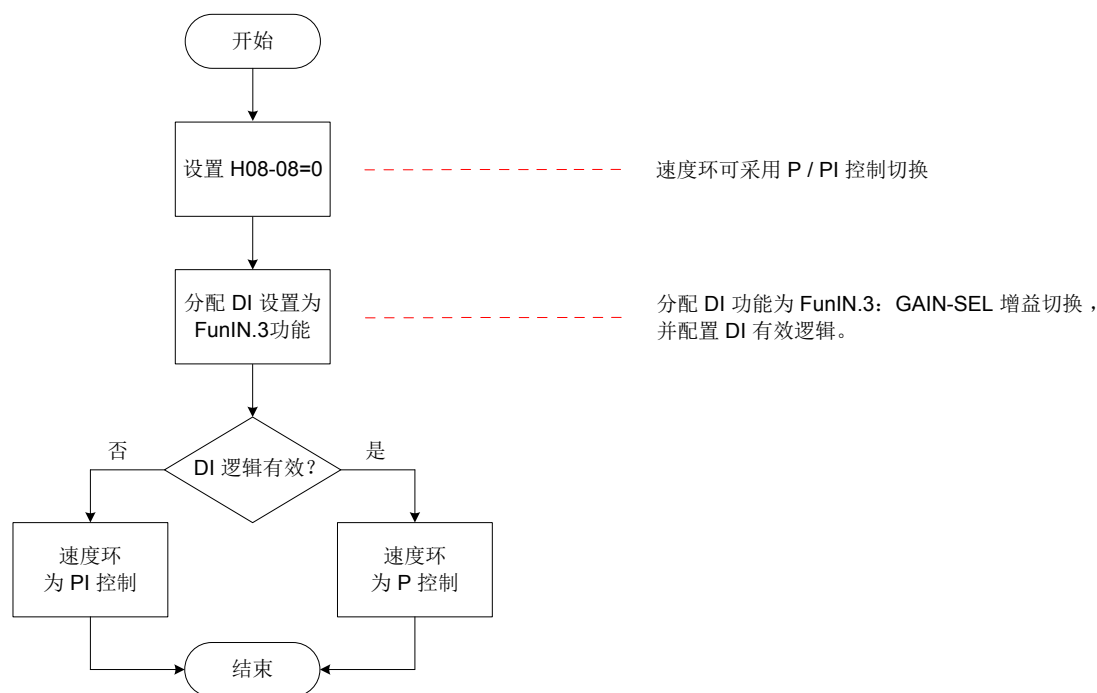 开始
设置 H08-08=0
速度环可采用 P / PI 控制切换
分配 DI 设置为
FunIN.3功能
分配 DI 功能为 FunIN.3：GAIN-SEL 增益切换，
并配置 DI 有效逻辑。
DI 逻辑有效？
否
是
速度环
为 PI 控制
速度环
为 P 控制
结束